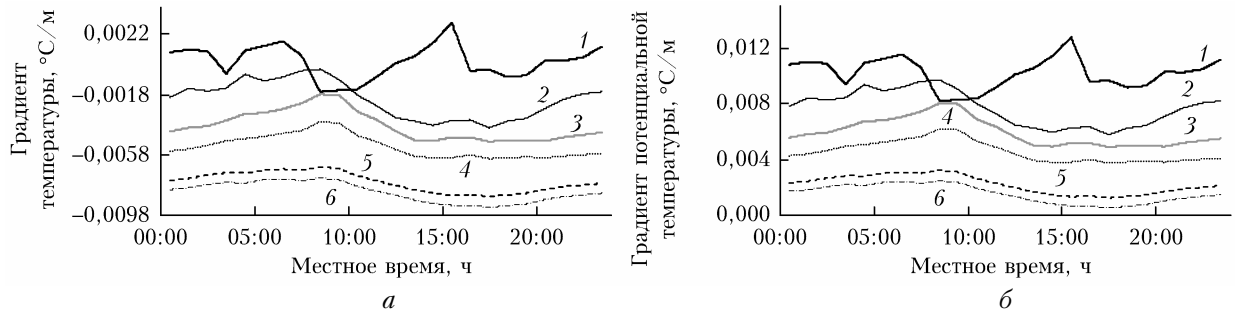 Градиент
температуры, °С/м
0,0022
–0,0018
–0,0058
–0,0098
1
2
3
4
5
6
00:00 05:00 10:00 15:00 20:00
Местное время, ч
а
Градиент потенциальной
температуры, °С/м
0,012
0,008
0,004
0,000
1
2
4
3
5
6
00:00 05:00 10:00 15:00 20:00
Местное время, ч
б